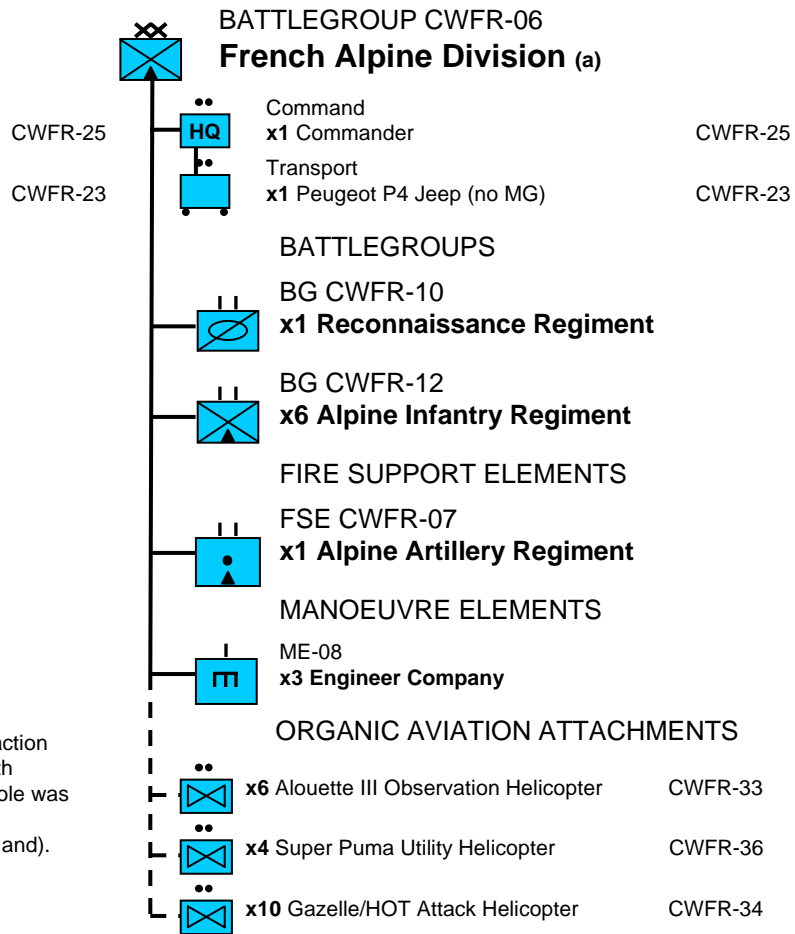 BATTLEGROUP CWFR-06
French Alpine Division (a)
Command
CWFR-25 HQ x1 Commander CWFR-25
Transport
CWFR-23 x1 Peugeot P4 Jeep (no MG) CWFR-23
BATTLEGROUPS
BG CWFR-10
x1 Reconnaissance Regiment
BG CWFR-12
x6 Alpine Infantry Regiment
FIRE SUPPORT ELEMENTS
FSE CWFR-07
x1 Alpine Artillery Regiment
MANOEUVRE ELEMENTS
ME-08
x3 Engineer Company
ORGANIC AVIATION ATTACHMENTS
x6 Alouette III Observation Helicopter CWFR-33
x4 Super Puma Utility Helicopter CWFR-36
x10 Gazelle/HOT Attack Helicopter CWFR-34
ole was
and).